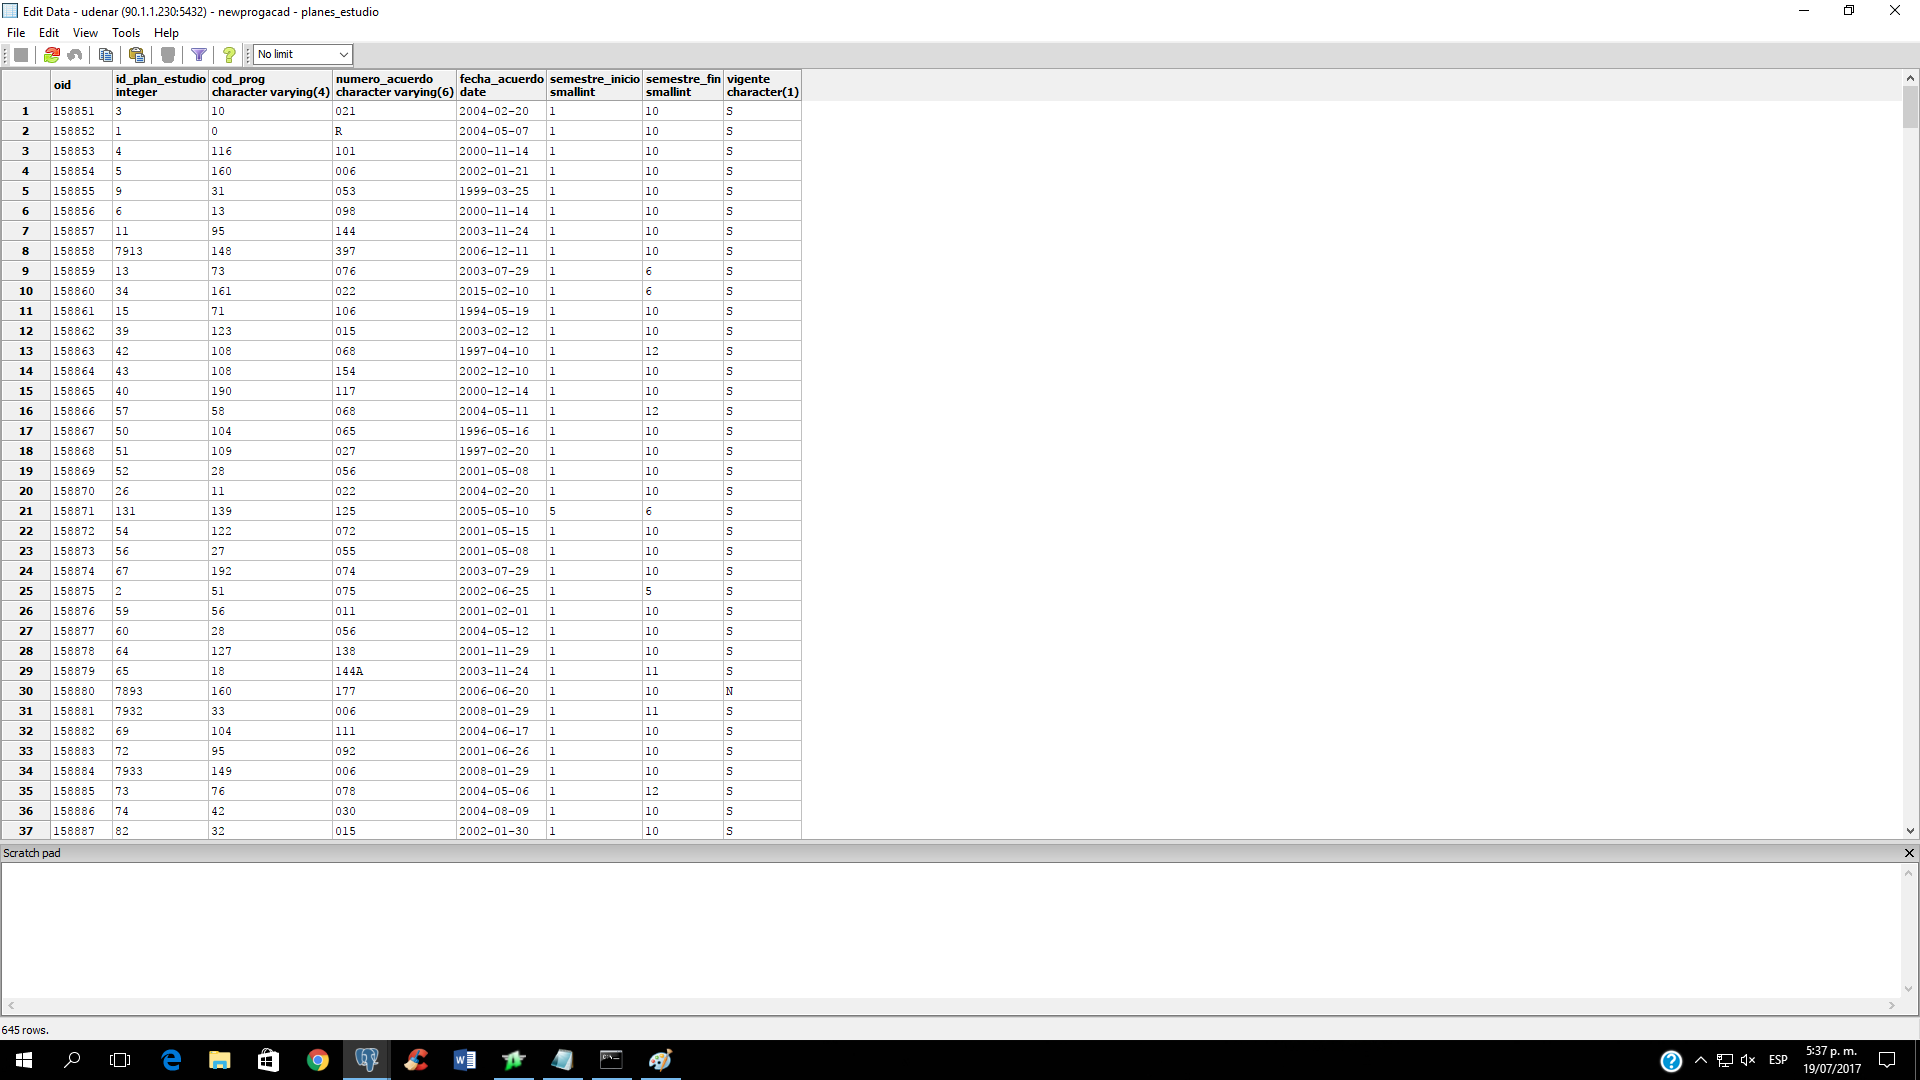 Edit Data - udenar (90.1.1.230:5432) - newprogacad - planes_estudio
File Edit View Tools Help
No limit
oid id_plan_estudio cod_prog numero_acuerdo fecha_acuerdo semestre_inicio semestre_fin vigente
integer character varying(4) character varying(6) date smallint smallint character(1)
1 158851 3 10 021 2004-02-20 1 10 S
2 158852 1 0 R 2004-05-07 1 10 S
3 158853 4 116 101 2000-11-14 1 10 S
4 158854 5 160 006 2002-01-21 1 10 S
5 158855 9 31 053 1999-03-25 1 10 S
6 158856 6 13 098 2000-11-14 1 10 S
7 158857 11 95 144 2003-11-24 1 10 S
8 158858 7913 148 397 2006-12-11 1 10 S
9 158859 13 73 076 2003-07-29 1 6 S
10 158860 34 161 022 2015-02-10 1 6 S
11 158861 15 71 106 1994-05-19 1 10 S
12 158862 39 123 015 2003-02-12 1 10 S
13 158863 42 108 068 1997-04-10 1 12 S
14 158864 43 108 154 2002-12-10 1 10 S
15 158865 40 190 117 2000-12-14 1 10 S
16 158866 57 58 068 2004-05-11 1 12 S
17 158867 50 104 065 1996-05-16 1 10 S
18 158868 51 109 027 1997-02-20 1 10 S
19 158869 52 28 056 2001-05-08 1 10 S
20 158870 26 11 022 2004-02-20 1 10 S
21 158871 131 139 125 2005-05-10 5 6 S
22 158872 54 122 072 2001-05-15 1 10 S
23 158873 56 27 055 2001-05-08 1 10 S
24 158874 67 192 074 2003-07-29 1 10 S
25 158875 2 51 075 2002-06-25 1 5 S
26 158876 59 56 011 2001-02-01 1 10 S
27 158877 60 28 056 2004-05-12 1 10 S
28 158878 64 127 138 2001-11-29 1 10 S
29 158879 65 18 144A 2003-11-24 1 11 S
30 158880 7893 160 177 2006-06-20 1 10 N
31 158881 7932 33 006 2008-01-29 1 11 S
32 158882 69 104 111 2004-06-17 1 10 S
33 158883 72 95 092 2001-06-26 1 10 S
34 158884 7933 149 006 2008-01-29 1 10 S
35 158885 73 76 078 2004-05-06 1 12 S
36 158886 74 42 030 2004-08-09 1 10 S
37 158887 82 32 015 2002-01-30 1 10 S
Scratch pad
645 rows.
ESP
5:37 p. m.
19/07/2017